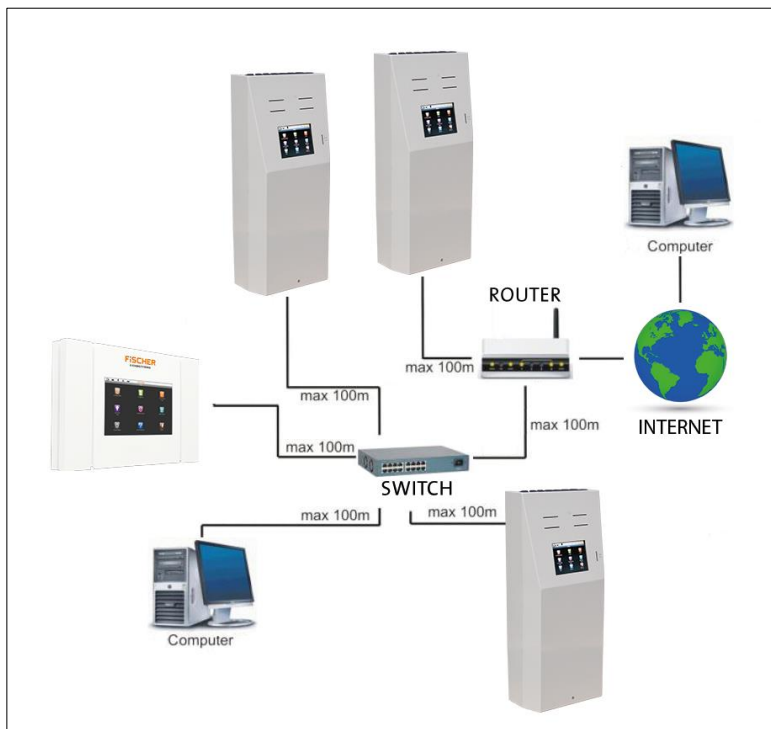 Computer
ROUTER
max 100m
INTERNET
FISCHER
max 100m
max 100m
max 100m
SWITCH
max 100m
max 100m
Computer